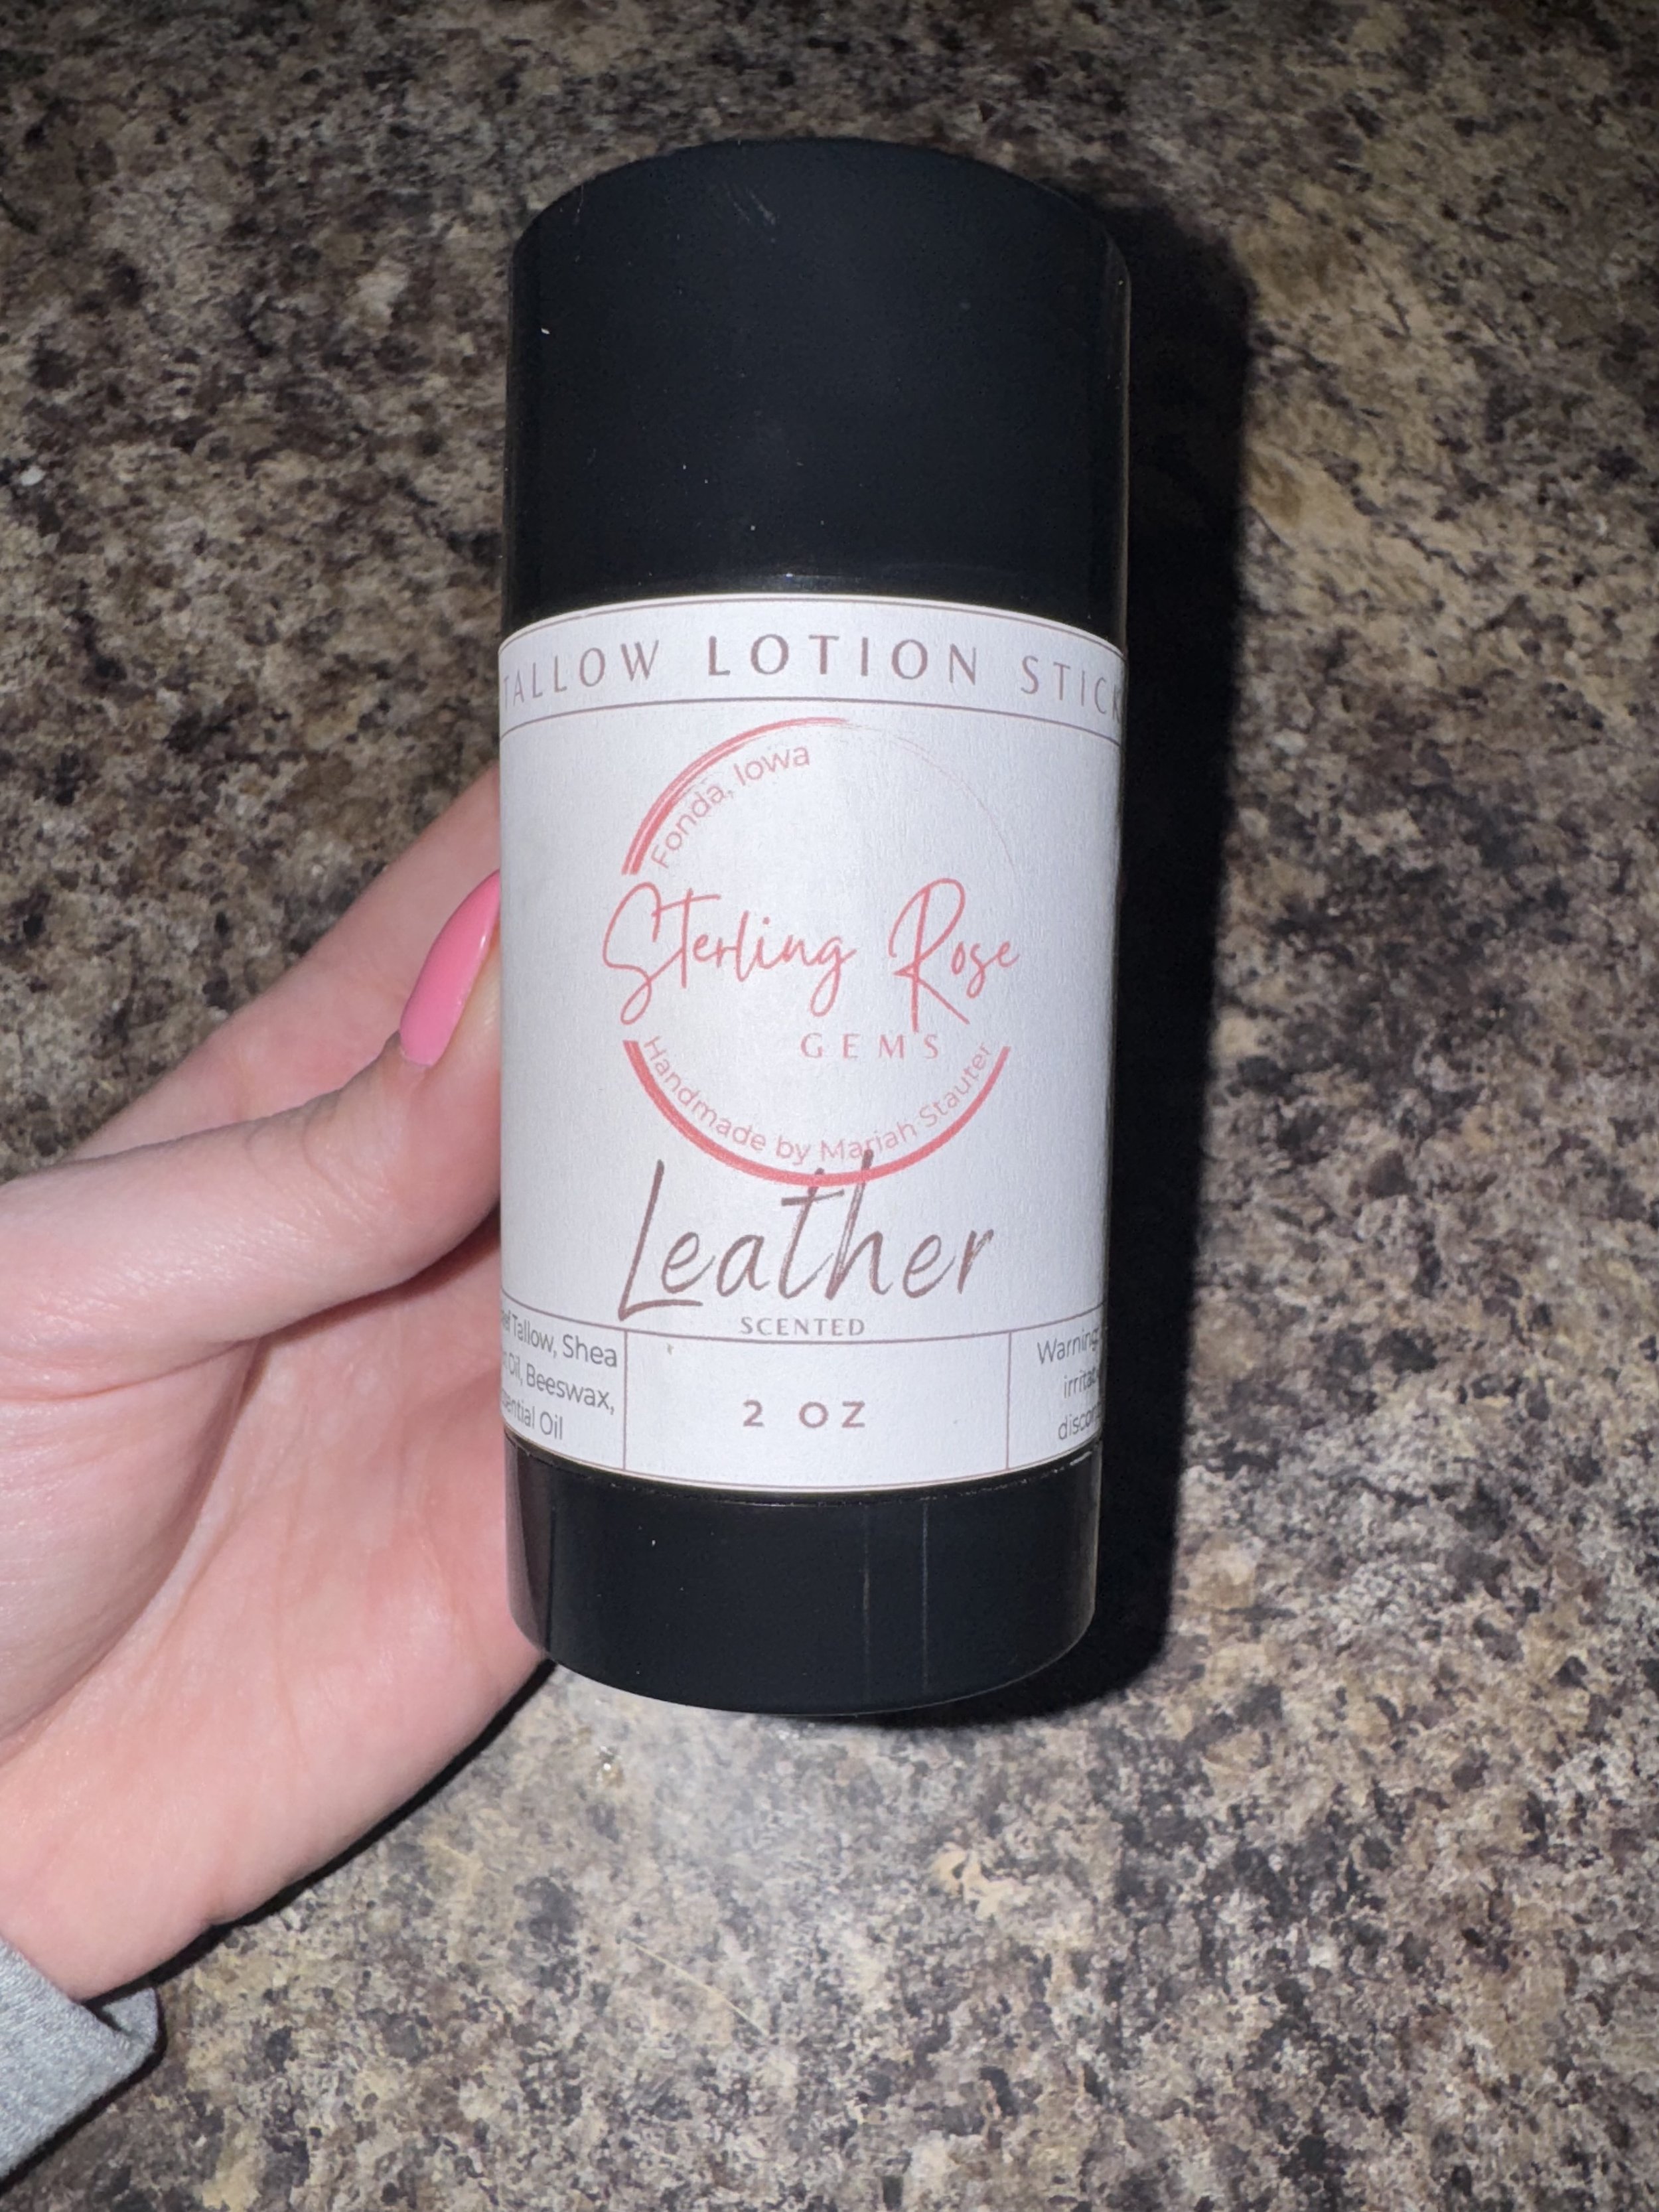 TALLOW LOTION STICK
Fonda, Iowa
Sterling Rose
GEMS
Handmade by Mariah Stauter
Leather
SCENTED
Tallow, Shea
Oil, Beeswax,
Oil
2 OZ
Warning: